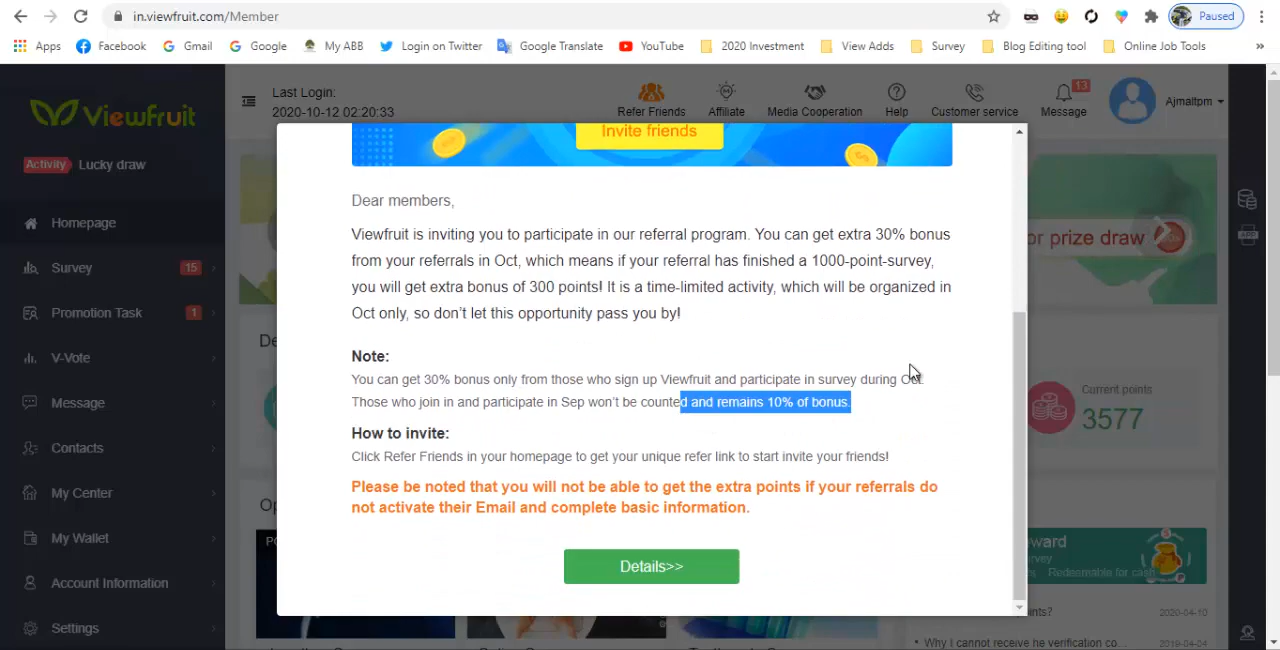 in.viewfruit.com/Member
Paused
Apps
Facebook
Gmail
Google
My ABB
Login on Twitter
Google Translate
YouTube
2020 Investment
View Adds
Survey
Blog Editing tool
Online Job Tools
»
Viewfruit
Last Login:
2020-10-12 02:20:33
Refer Friends
Affiliate
Media Cooperation
Help
Customer service
13
Message
Ajmaltpm
Activity Lucky draw
Homepage
Survey 15
Promotion Task 1
V-Vote
Message
Contacts
My Center
My Wallet
Account Information
Settings
Invite friends
Dear members,
Viewfruit is inviting you to participate in our referral program. You can get extra 30% bonus
from your referrals in Oct, which means if your referral has finished a 1000-point-survey,
you will get extra bonus of 300 points! It is a time-limited activity, which will be organized in
Oct only, so don’t let this opportunity pass you by!
Note:
You can get 30% bonus only from those who sign up Viewfruit and participate in survey during Oct.
Those who join in and participate in Sep won’t be counted and remains 10% of bonus.
How to invite:
Click Refer Friends in your homepage to get your unique refer link to start invite your friends!
Please be noted that you will not be able to get the extra points if your referrals do
not activate their Email and complete basic information.
Details>>
or prize draw
APP
Current points
3577
Redeemable for cash
2020-04-10
Why I cannot receive he verification co...
2019-04-04